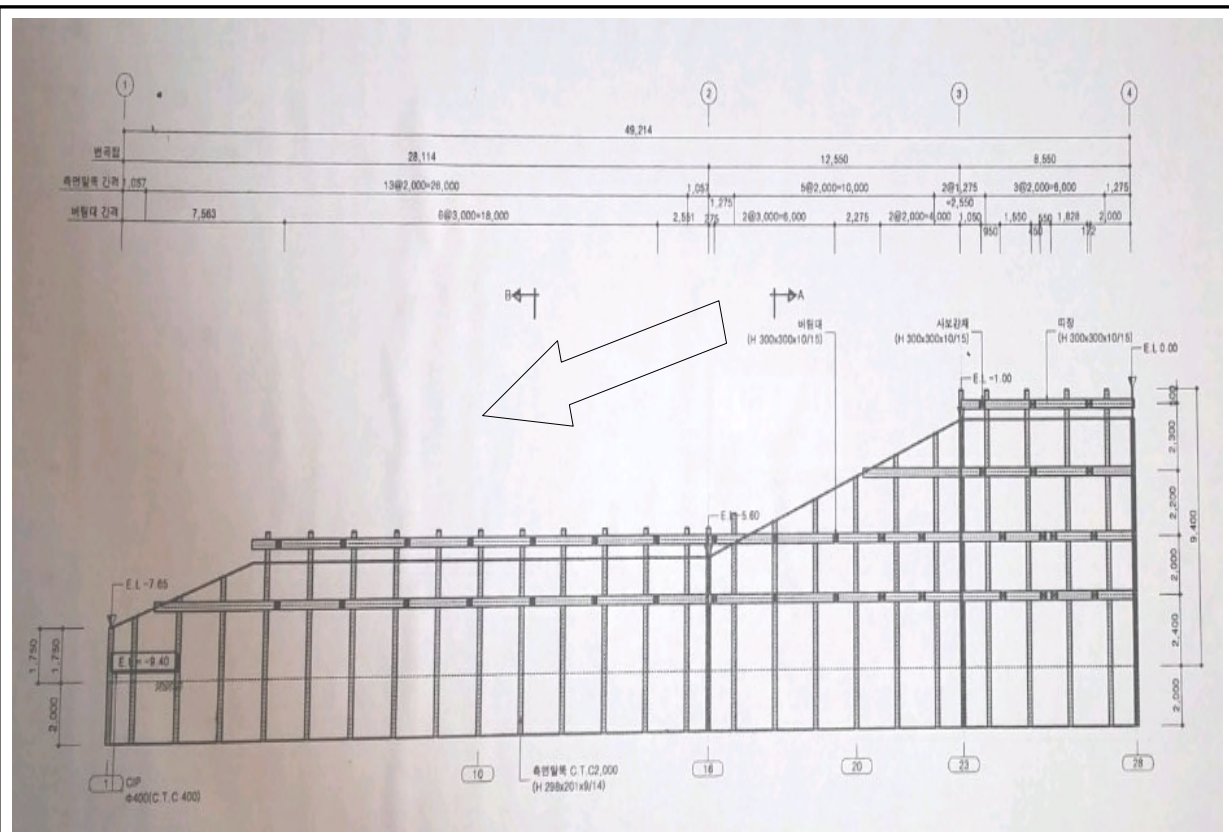 1 2 3 4
49,214
변곡점 28,114 12,550 8,550
측면말뚝 간격 1,057 13@2,000=26,000 1,057 1,275 5@2,000=10,000 2@1,275 =2,550 3@2,000=6,000 1,275
버팀대 간격 7,563 6@3,000=18,000 2,551 275 2@3,000=6,000 2,275 2@2,000=4,000 1,050 950 1,550 450 550 1,828 172 2,000
B A
버팀대
(H 300x300x10/15)
사보강재
(H 300x300x10/15)
띠장
(H 300x300x10/15)
E.L 0.00
E.L -1.00
E.L -5.60
E.L -7.65
E.L = -9.40
2,300
2,200
2,000
2,400
2,000
9,400
1,750
1,750
2,000
1 10 16 20 23 28
CIP
Φ400(C.T.C 400)
측면말뚝 C.T.C2,000
(H 298x201x9/14)